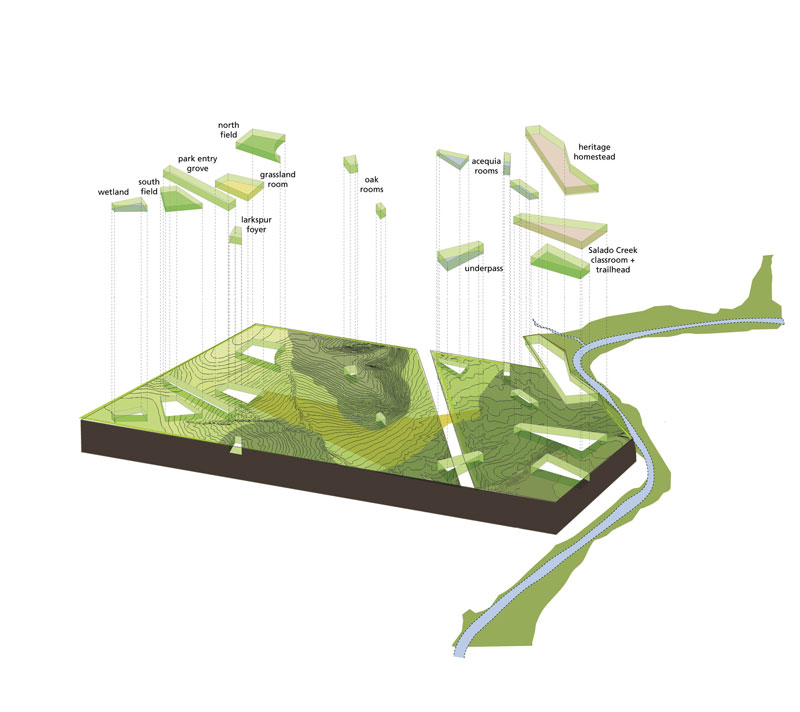 north
field
park entry
grove
grassland
room
wetland
south
field
larkspur
foyer
oak
rooms
acequia
rooms
heritage
homestead
underpass
Salado Creek
classroom +
trailhead